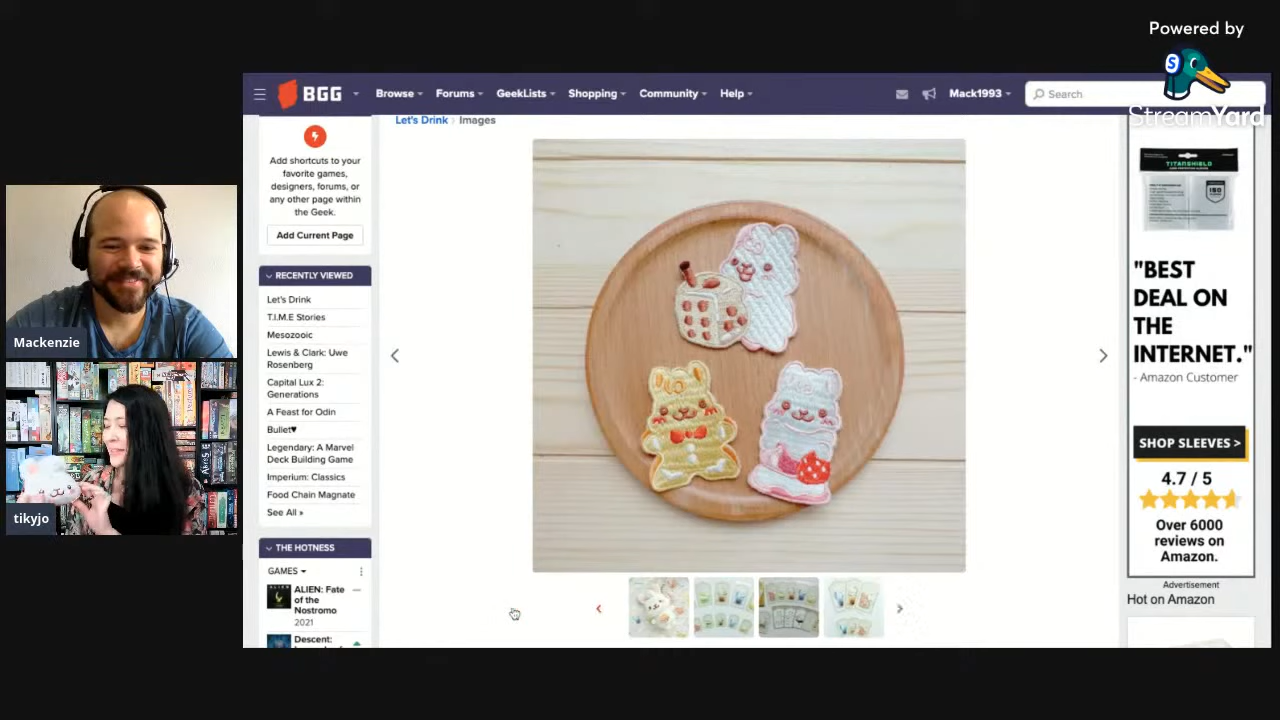 Powered by
StreamYard
BGG
Browse
Forums
GeekLists
Shopping
Community
Help
Mack1993
Search
Let's Drink
Images
Add shortcuts to your
favorite games,
designers, forums, or
any other page within
the Geek.
Add Current Page
RECENTLY VIEWED
Let's Drink
T.I.M.E Stories
Mesozooic
Lewis & Clark: Uwe
Rosenberg
Capital Lux 2:
Generations
A Feast for Odin
Bullet♥
Legendary: A Marvel
Deck Building Game
Imperium: Classics
Food Chain Magnate
See All »
THE HOTNESS
GAMES
ALIEN: Fate
of the
Nostromo
2021
Descent:
Mackenzie
tikyjo
TITANSHIELD
"BEST
DEAL ON
THE
INTERNET."
- Amazon Customer
SHOP SLEEVES >
4.7 / 5
Over 6000
reviews on
Amazon.
Advertisement
Hot on Amazon